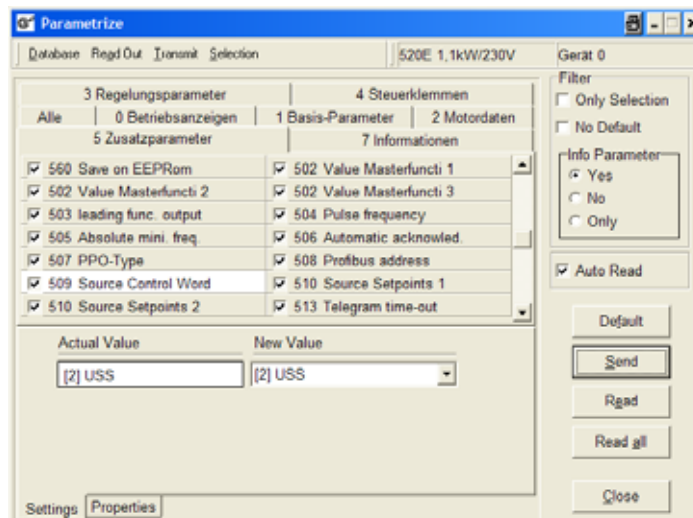 Parametrize
Database Read Out Transmit Selection 520E 1,1kW/230V Gerät 0
3 Regelungsparameter 4 Steuerklemmen
Alle 0 Betriebsanzeigen 1 Basis-Parameter 2 Motordaten
5 Zusatzparameter 7 Informationen
560 Save on EEPRom 502 Value Masterfuncti 1
502 Value Masterfuncti 2 502 Value Masterfuncti 3
503 leading func. output 504 Pulse frequency
505 Absolute mini. freq. 506 Automatic acknowled.
507 PPO-Type 508 Profibus address
509 Source Control Word 510 Source Setpoints 1
510 Source Setpoints 2 513 Telegram time-out
Actual Value New Value
[2] USS [2] USS
Settings Properties
Filter
Only Selection
No Default
Info Parameter
Yes
No
Only
Auto Read
Default
Send
Read
Read all
Close